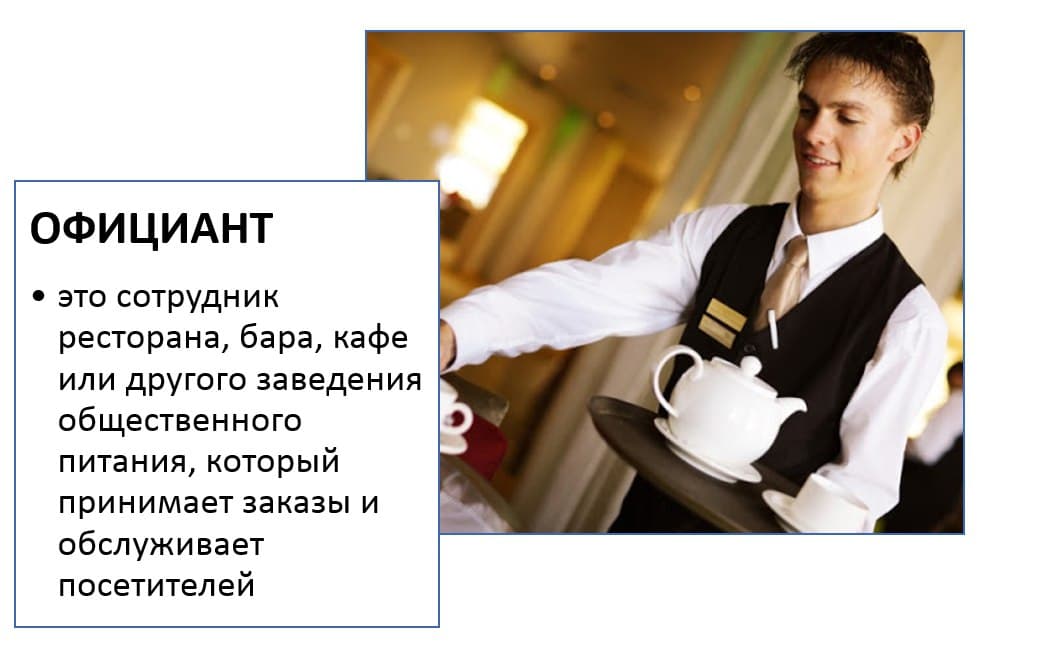 ОФИЦИАНТ
• это сотрудник
ресторана, бара, кафе
или другого заведения
общественного
питания, который
принимает заказы и
обслуживает
посетителей